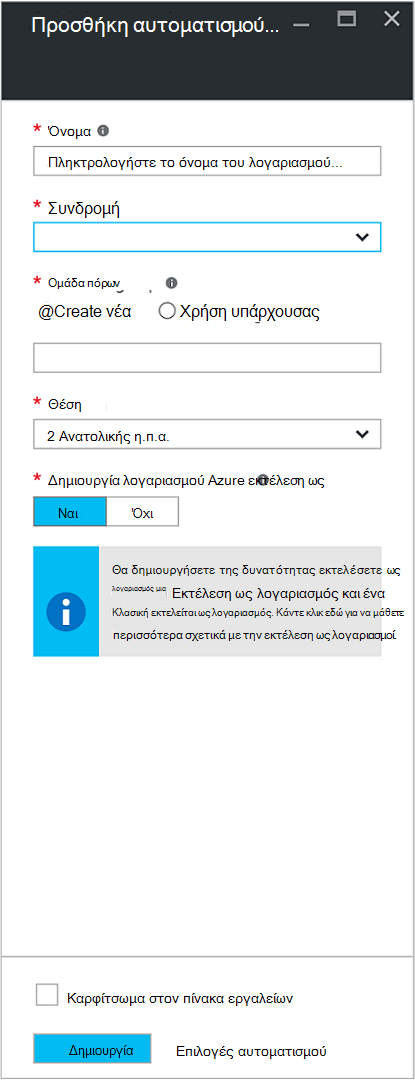 Προσθήκη αυτοματισμού...
* Όνομα
Πληκτρολογήστε το όνομα του λογαριασμού...
* Συνδρομή
* Ομάδα πόρων
@Create νέα Χρήση υπάρχουσας
* Θέση
2 Ανατολικής η.π.α.
* Δημιουργία λογαριασμού Azure εκτέλεση ως
Ναι Όχι
Θα δημιουργήσετε της δυνατότητας εκτελέσετε ως
λογαριασμός μια Εκτέλεση ως λογαριασμός και ένα
Κλασική εκτελείται ως λογαριασμός. Κάντε κλικ εδώ για να μάθετε
περισσότερα σχετικά με την εκτέλεση ως λογαριασμοί.
Καρφίτσωμα στον πίνακα εργαλείων
Δημιουργία Επιλογές αυτοματισμού